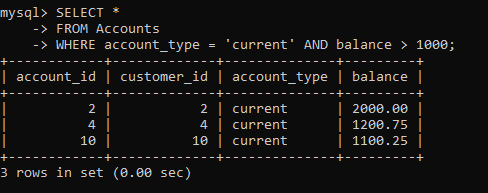 mysql> SELECT *
    -> FROM Accounts
    -> WHERE account_type = 'current' AND balance > 1000;
+------------+-------------+--------------+---------+
| account_id | customer_id | account_type | balance |
+------------+-------------+--------------+---------+
|          2 |           2 | current      | 2000.00 |
|          4 |           4 | current      | 1200.75 |
|         10 |          10 | current      | 1100.25 |
+------------+-------------+--------------+---------+
3 rows in set (0.00 sec)